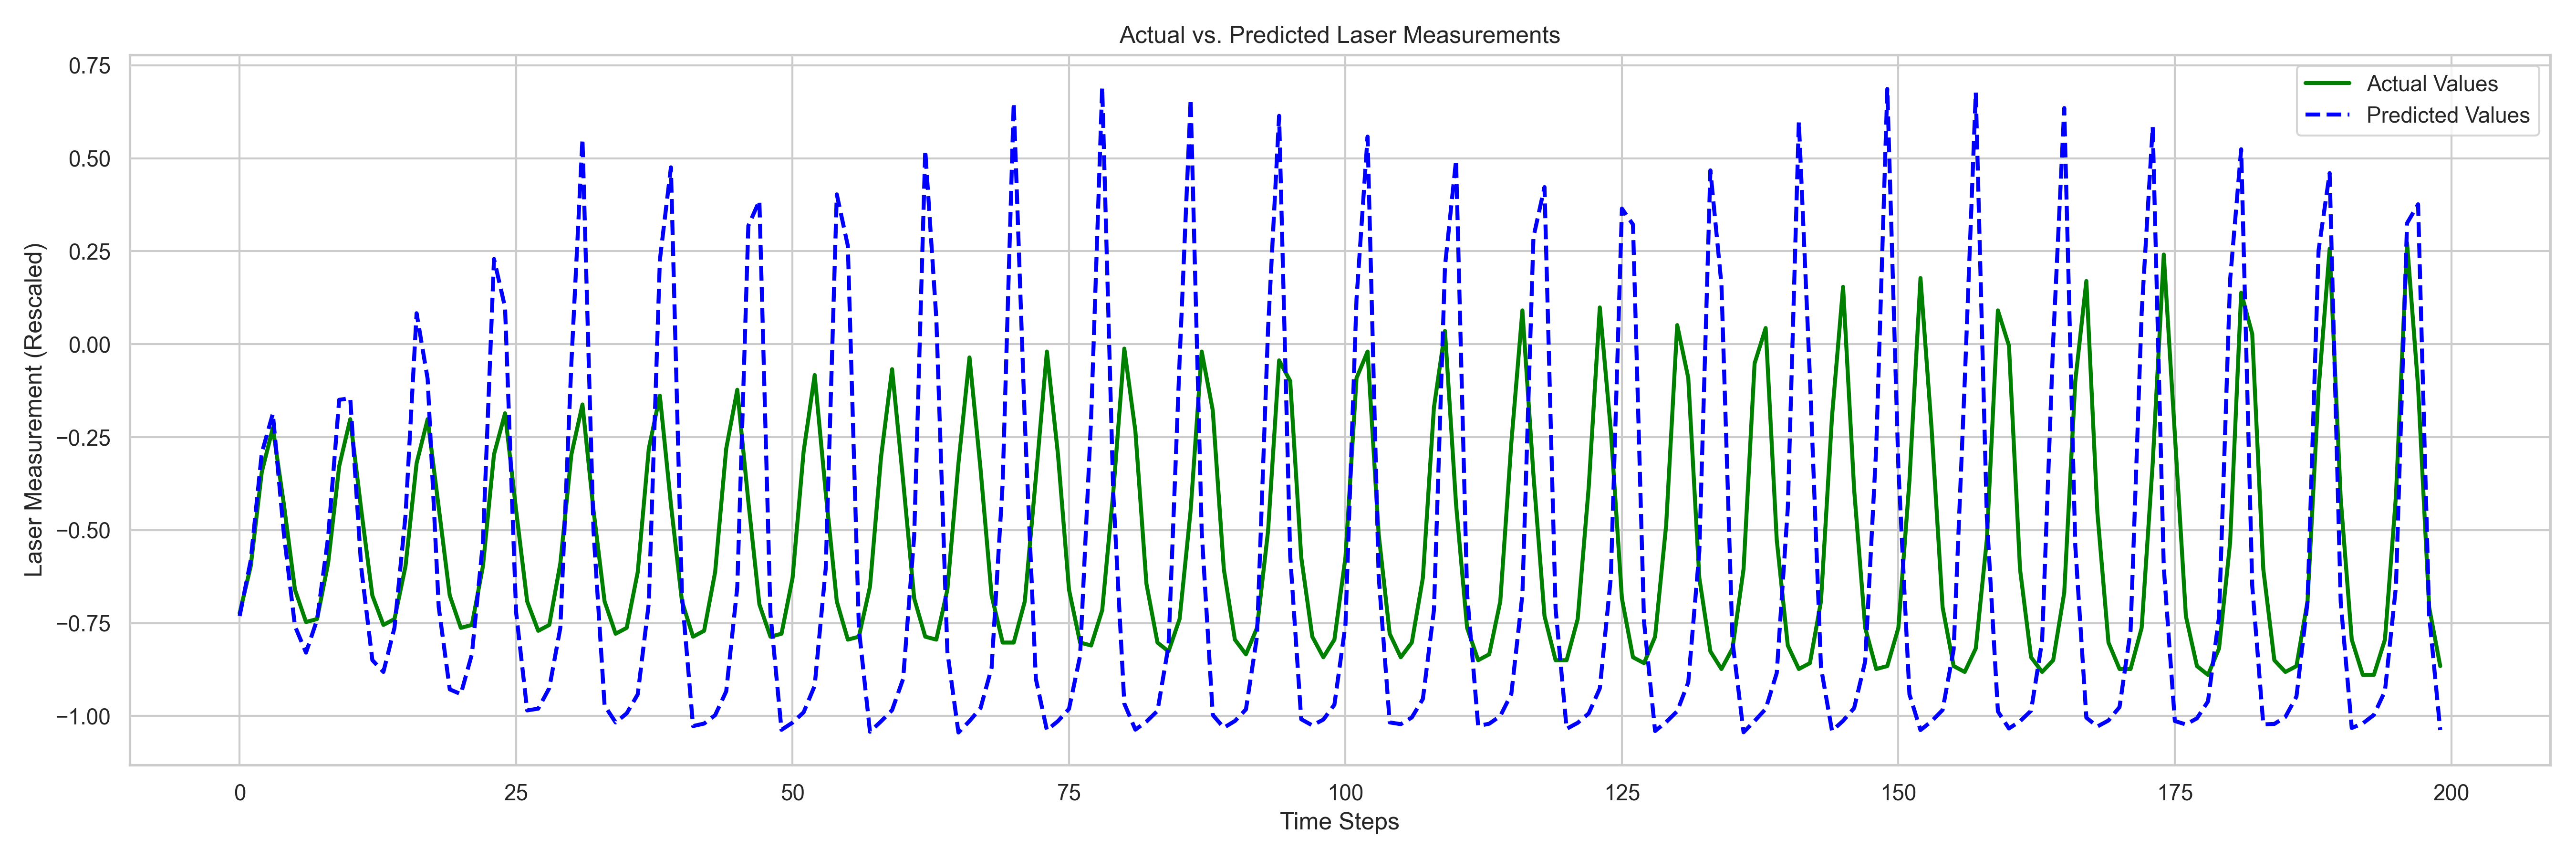 Actual vs. Predicted Laser Measurements
Actual Values
Predicted Values
Laser Measurement (Rescaled)
0.75
0.50
0.25
0.00
−0.25
−0.50
−0.75
−1.00
0 25 50 75 100 125 150 175 200
Time Steps